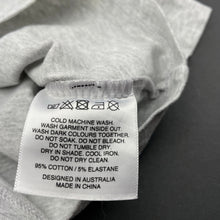 COLD MACHINE WASH.
WASH GARMENT INSIDE OUT.
WASH DARK COLOURS TOGETHER.
DO NOT SOAK. DO NOT BLEACH.
DO NOT TUMBLE DRY.
DRY IN SHADE. COOL IRON.
DO NOT DRY CLEAN.
95% COTTON / 5% ELASTANE
DESIGNED IN AUSTRALIA
MADE IN CHINA